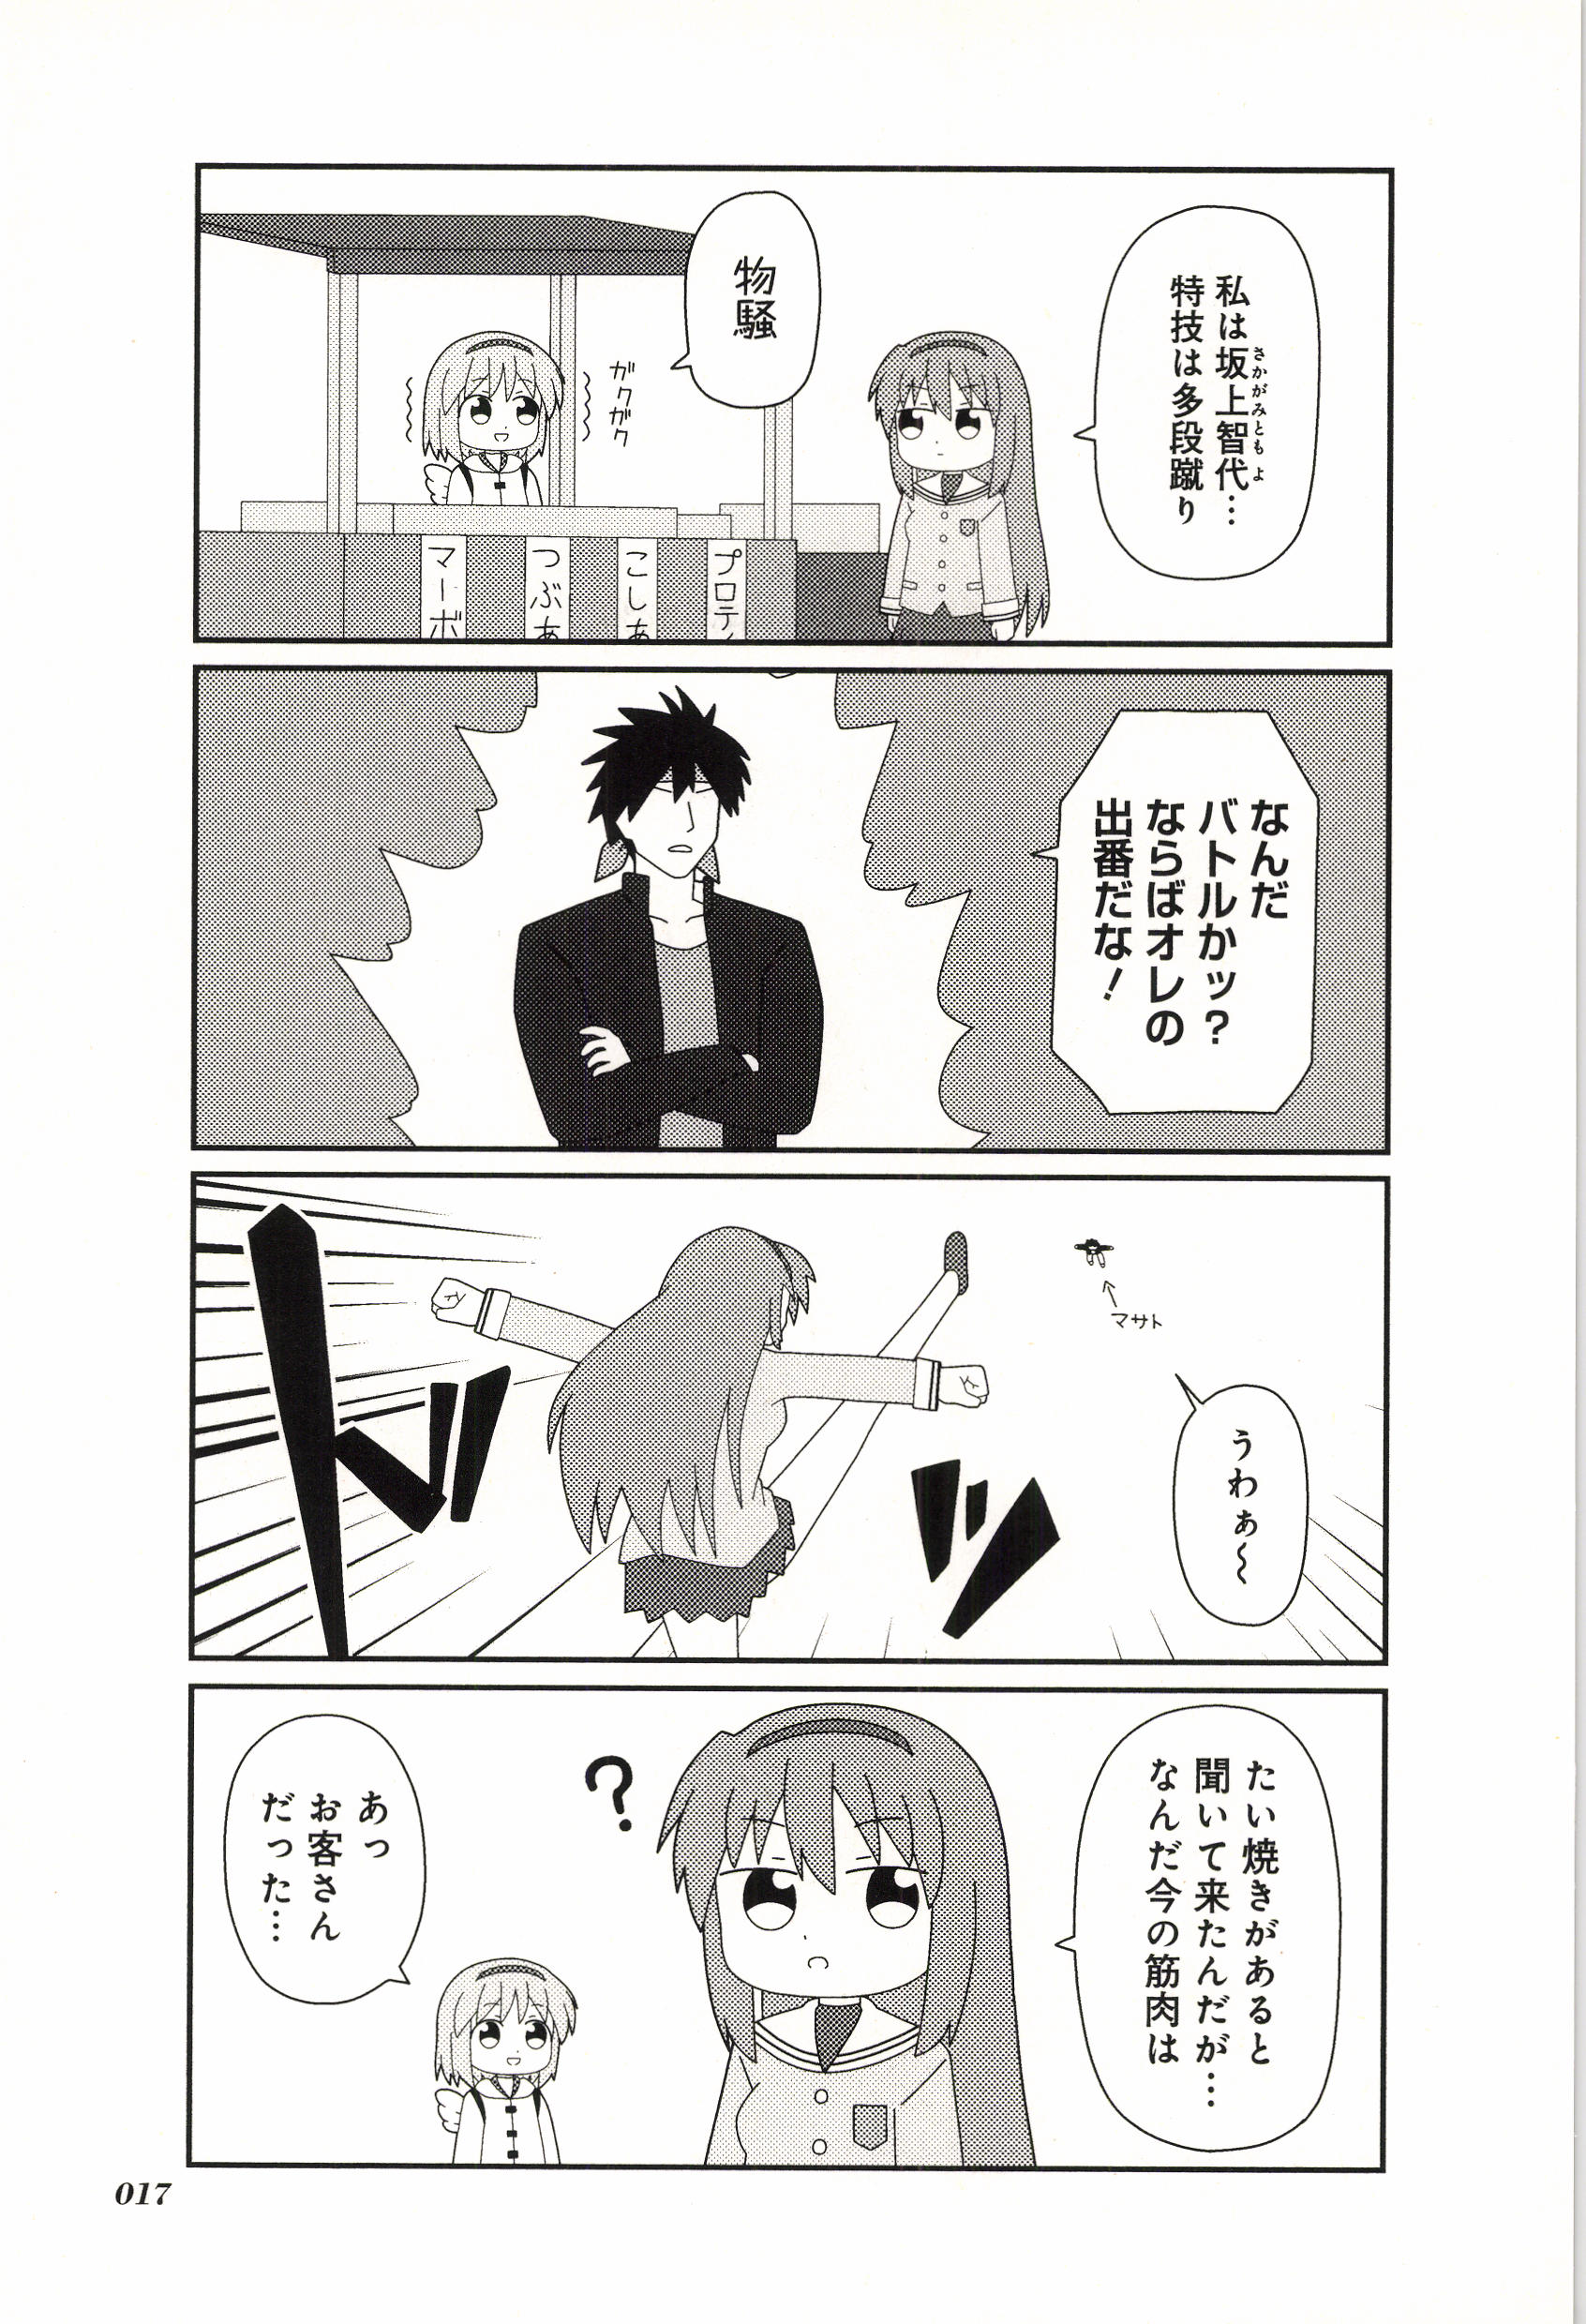 私は坂上智代…
さかがみともよ
特技は多段蹴り
物騒
ガクガク
プロテ
こしあ
つぶあ
マーボ
なんだ
バトルかッ?
ならばオレの
出番だな!
ドガッ
マサト
うわぁ～
たい焼きがあると
聞いて来たんだが…
なんだ今の筋肉は
?
あっ
お客さん
だった…
017